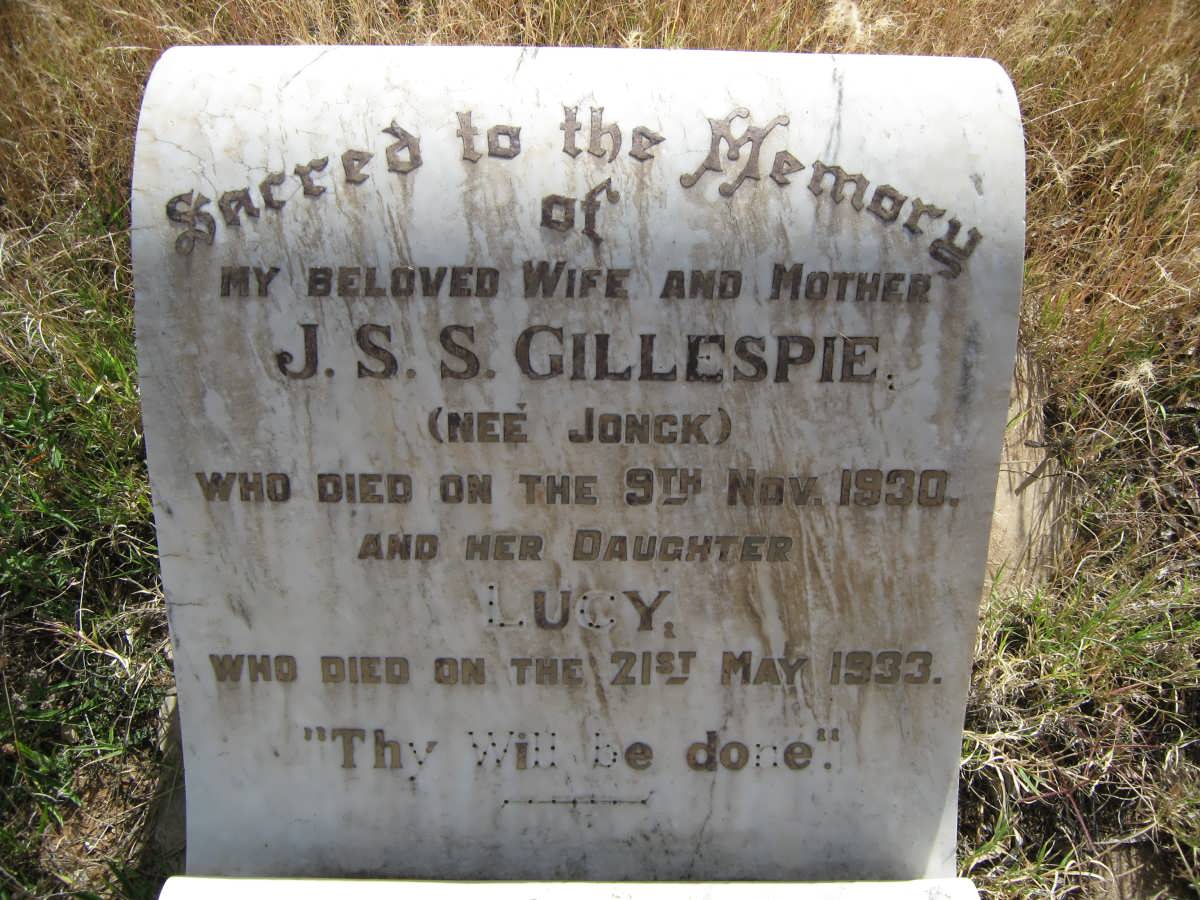 Sacred to the Memory
of
MY BELOVED WIFE AND MOTHER
J. S. S. GILLESPIE.
(NEÉ JONCK)
WHO DIED ON THE 9TH NOV. 1930.
AND HER DAUGHTER
LUCY,
WHO DIED ON THE 21ST MAY 1933.
"Thy Will be done".